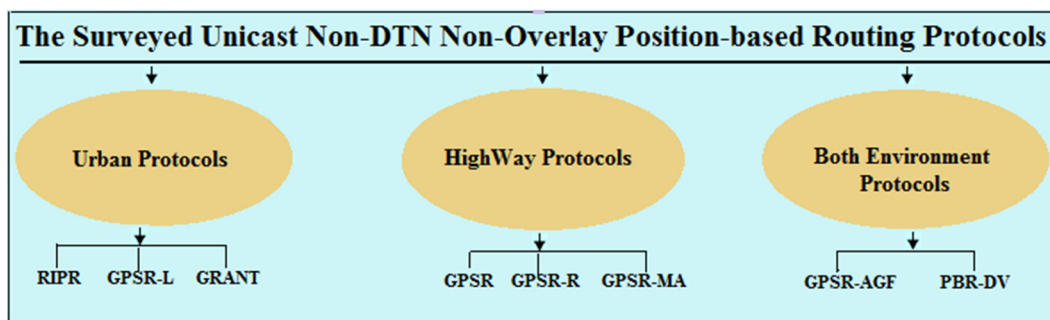 The Surveyed Unicast Non-DTN Non-Overlay Position-based Routing Protocols
Urban Protocols
HighWay Protocols
Both Environment
Protocols
RIPR GPSR-L GRANT
GPSR GPSR-R GPSR-MA
GPSR-AGF PBR-DV